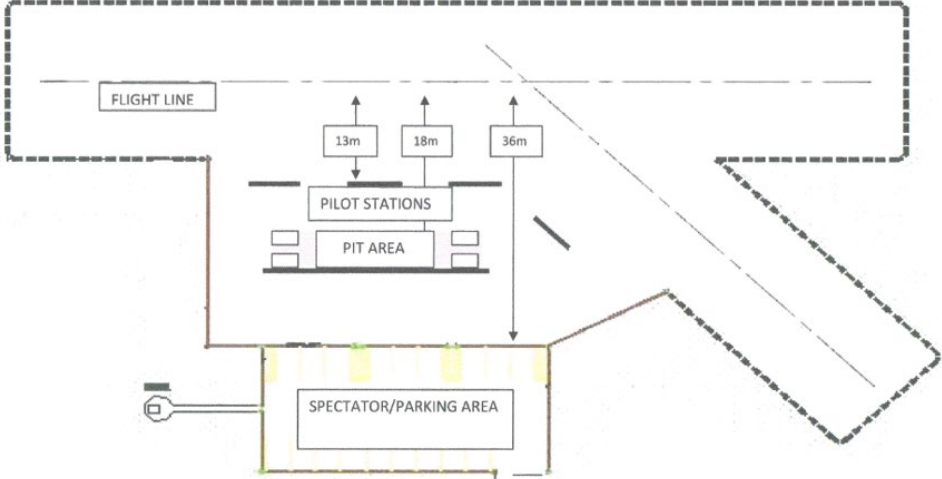 FLIGHT LINE
13m
18m
36m
PILOT STATIONS
PIT AREA
SPECTATOR/PARKING AREA